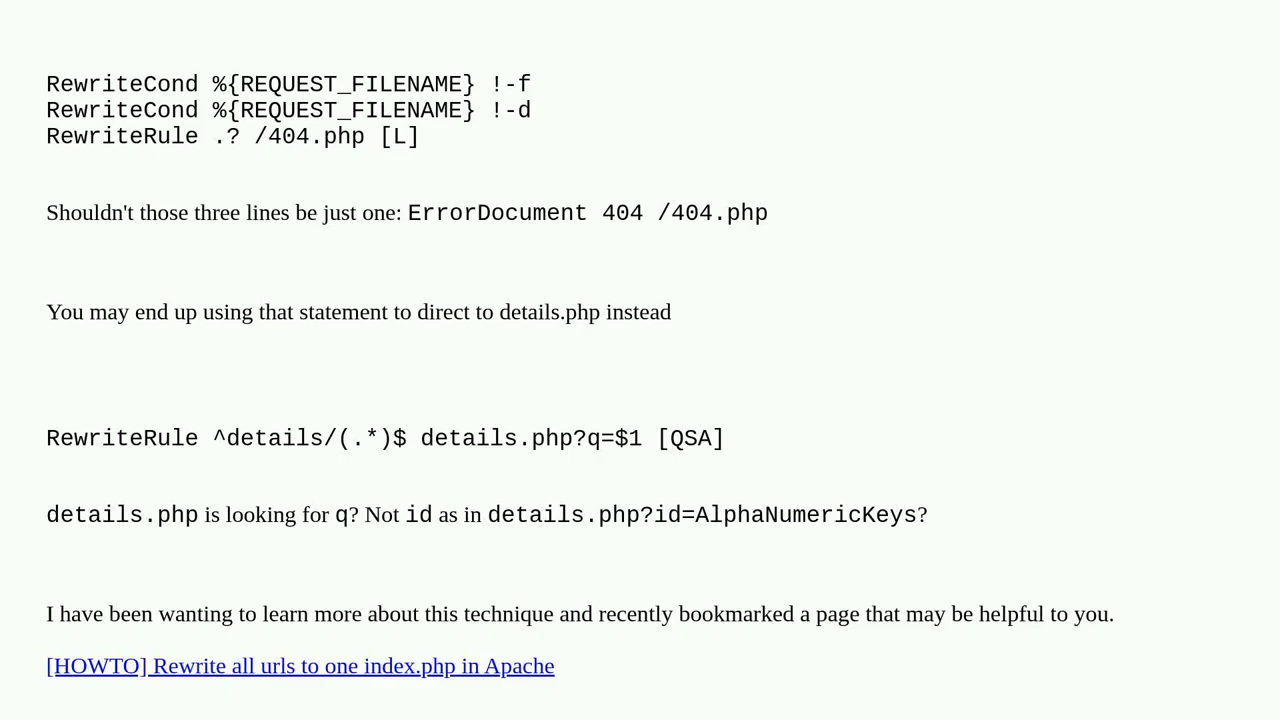 RewriteCond %{REQUEST_FILENAME} !-f
RewriteCond %{REQUEST_FILENAME} !-d
RewriteRule .? /404.php [L]
Shouldn't those three lines be just one: ErrorDocument 404 /404.php
You may end up using that statement to direct to details.php instead
RewriteRule ^details/(.*)$ details.php?q=$1 [QSA]
details.php is looking for q? Not id as in details.php?id=AlphaNumericKeys?
I have been wanting to learn more about this technique and recently bookmarked a page that may be helpful to you.
[HOWTO] Rewrite all urls to one index.php in Apache